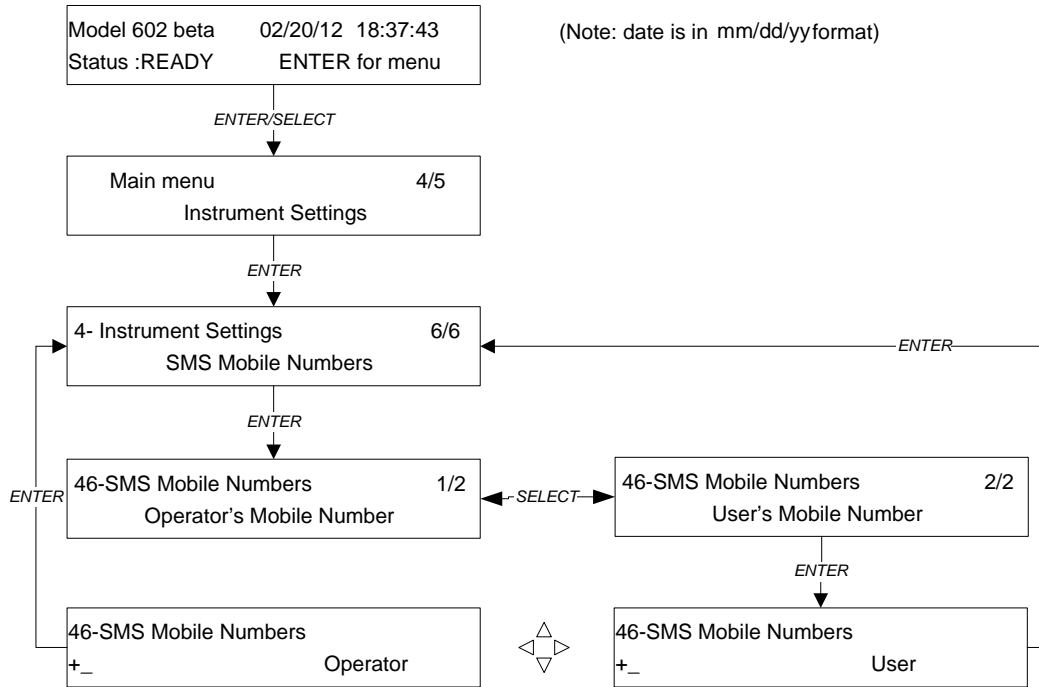 Model 602 beta 02/20/12 18:37:43
Status :READY ENTER for menu
(Note: date is in mm/dd/yyformat)
ENTER/SELECT
Main menu 4/5
Instrument Settings
ENTER
4- Instrument Settings 6/6
SMS Mobile Numbers
ENTER
ENTER
46-SMS Mobile Numbers 1/2
Operator's Mobile Number
ENTER
SELECT
46-SMS Mobile Numbers 2/2
User's Mobile Number
ENTER
46-SMS Mobile Numbers
+_ Operator
46-SMS Mobile Numbers
+_ User